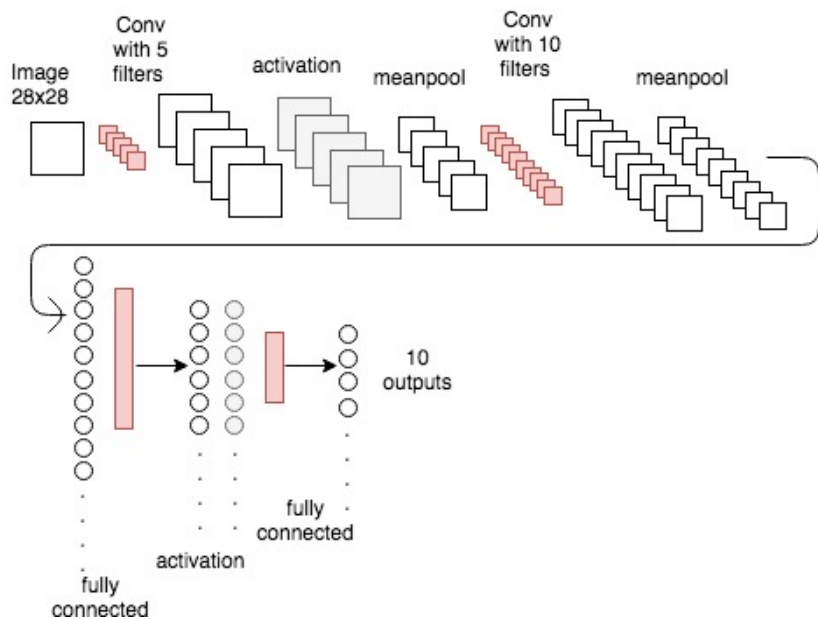 Image
28x28
Conv
with 5
filters
activation
meanpool
Conv
with 10
filters
meanpool
10
outputs
activation
fully
connected
fully
connected